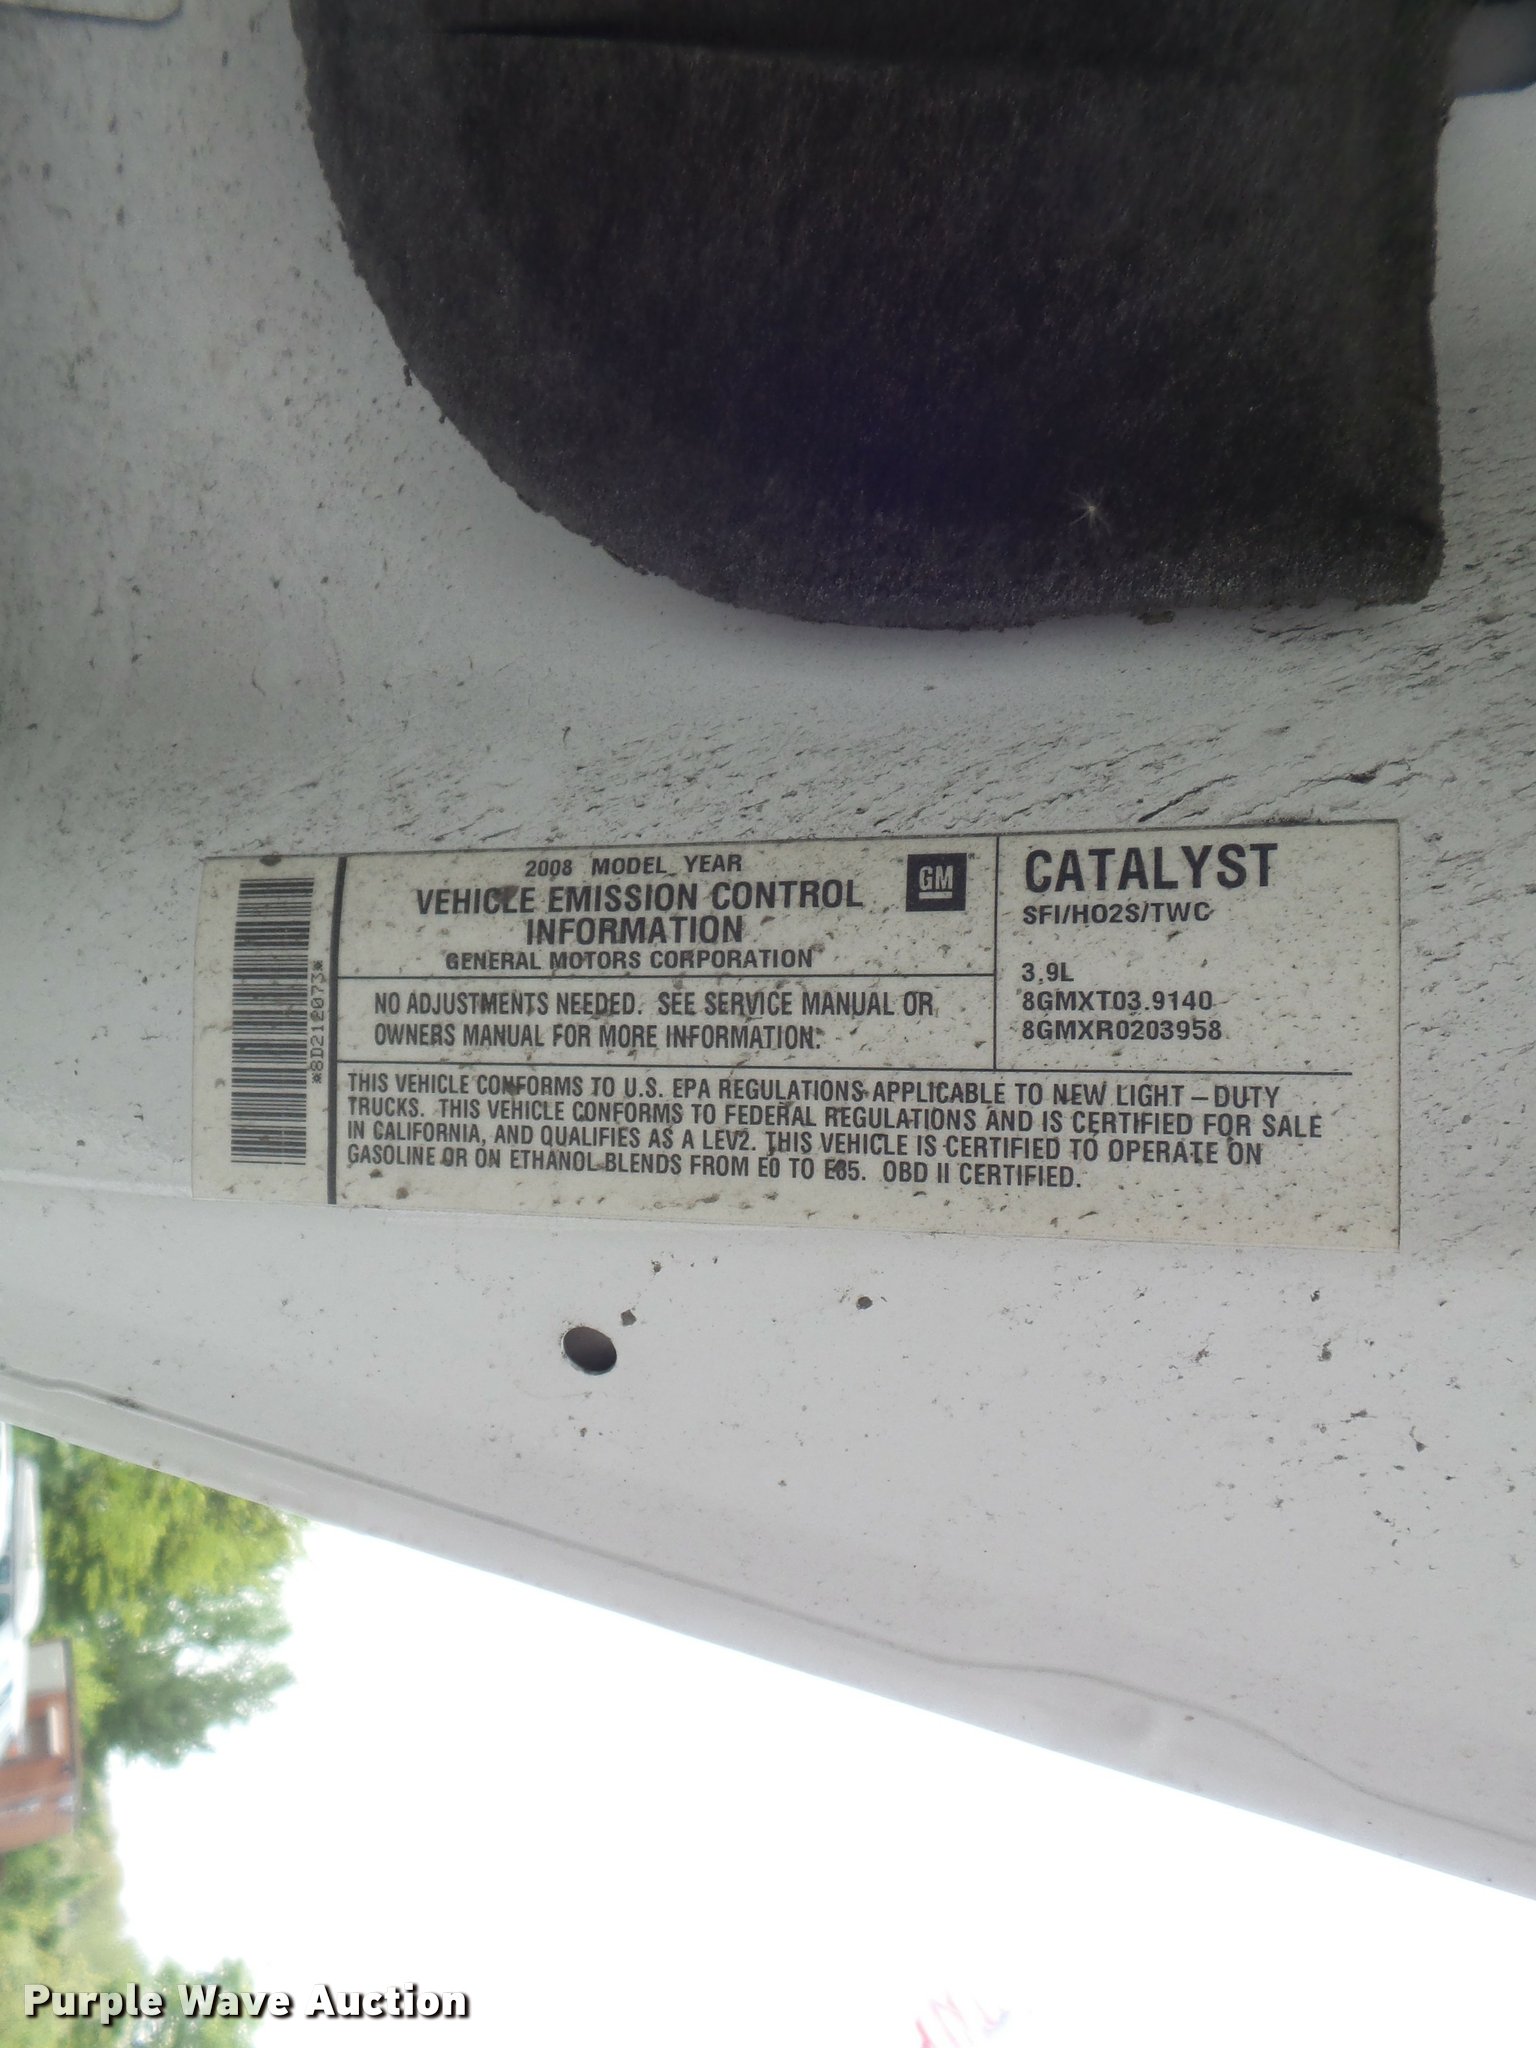 2008 MODEL YEAR
VEHICLE EMISSION CONTROL
INFORMATION
GENERAL MOTORS CORPORATION
GM
NO ADJUSTMENTS NEEDED. SEE SERVICE MANUAL OR
OWNERS MANUAL FOR MORE INFORMATION.
CATALYST
SFI/HO2S/TWC
3.9L
8GMXT03.9140
8GMXR0203958
THIS VEHICLE CONFORMS TO U.S. EPA REGULATIONS APPLICABLE TO NEW LIGHT – DUTY
TRUCKS. THIS VEHICLE CONFORMS TO FEDERAL REGULATIONS AND IS CERTIFIED FOR SALE
IN CALIFORNIA, AND QUALIFIES AS A LEV2. THIS VEHICLE IS CERTIFIED TO OPERATE ON
GASOLINE OR ON ETHANOL BLENDS FROM E0 TO E85. OBD II CERTIFIED.
*8D212073*
Purple Wave Auction